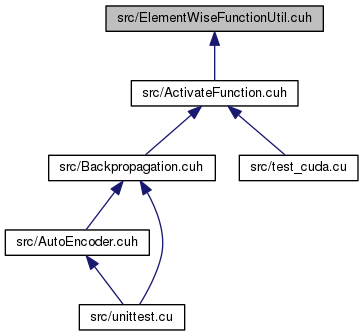 src/ElementWiseFunctionUtil.cuh
src/ActivateFunction.cuh
src/Backpropagation.cuh
src/test_cuda.cu
src/AutoEncoder.cuh
src/unittest.cu